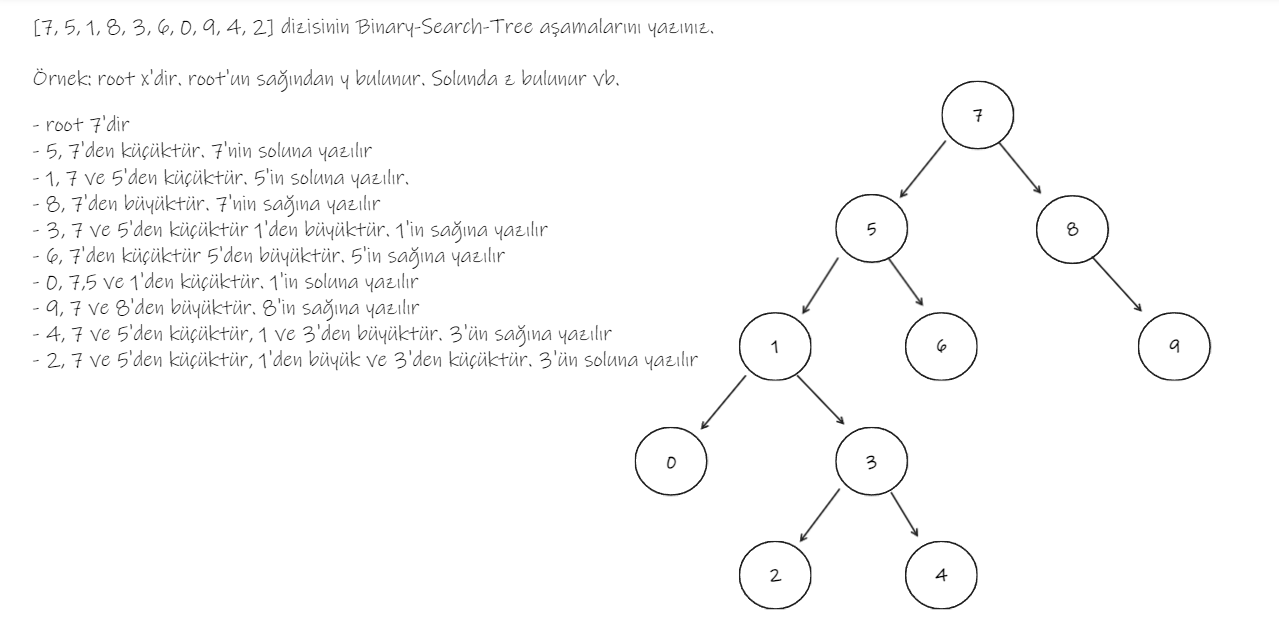 [7, 5, 1, 8, 3, 6, 0, 9, 4, 2] dizisinin Binary-Search-Tree aşamalarını yazınız.
Örnek: root x'dir. root'un sağından y bulunur. Solunda z bulunur vb.
- root 7'dir
- 5, 7'den küçüktür. 7'nin soluna yazılır
- 1, 7 ve 5'den küçüktür. 5'in soluna yazılır.
- 8, 7'den büyüktür. 7'nin sağına yazılır
- 3, 7 ve 5'den küçüktür 1'den büyüktür. 1'in sağına yazılır
- 6, 7'den küçüktür 5'den büyüktür. 5'in sağına yazılır
- 0, 7,5 ve 1'den küçüktür. 1'in soluna yazılır
- 9, 7 ve 8'den büyüktür. 8'in sağına yazılır
- 4, 7 ve 5'den küçüktür, 1 ve 3'den büyüktür. 3'ün sağına yazılır
- 2, 7 ve 5'den küçüktür, 1'den büyük ve 3'den küçüktür. 3'ün soluna yazılır
7
5 8
1 6 9
0 3
2 4